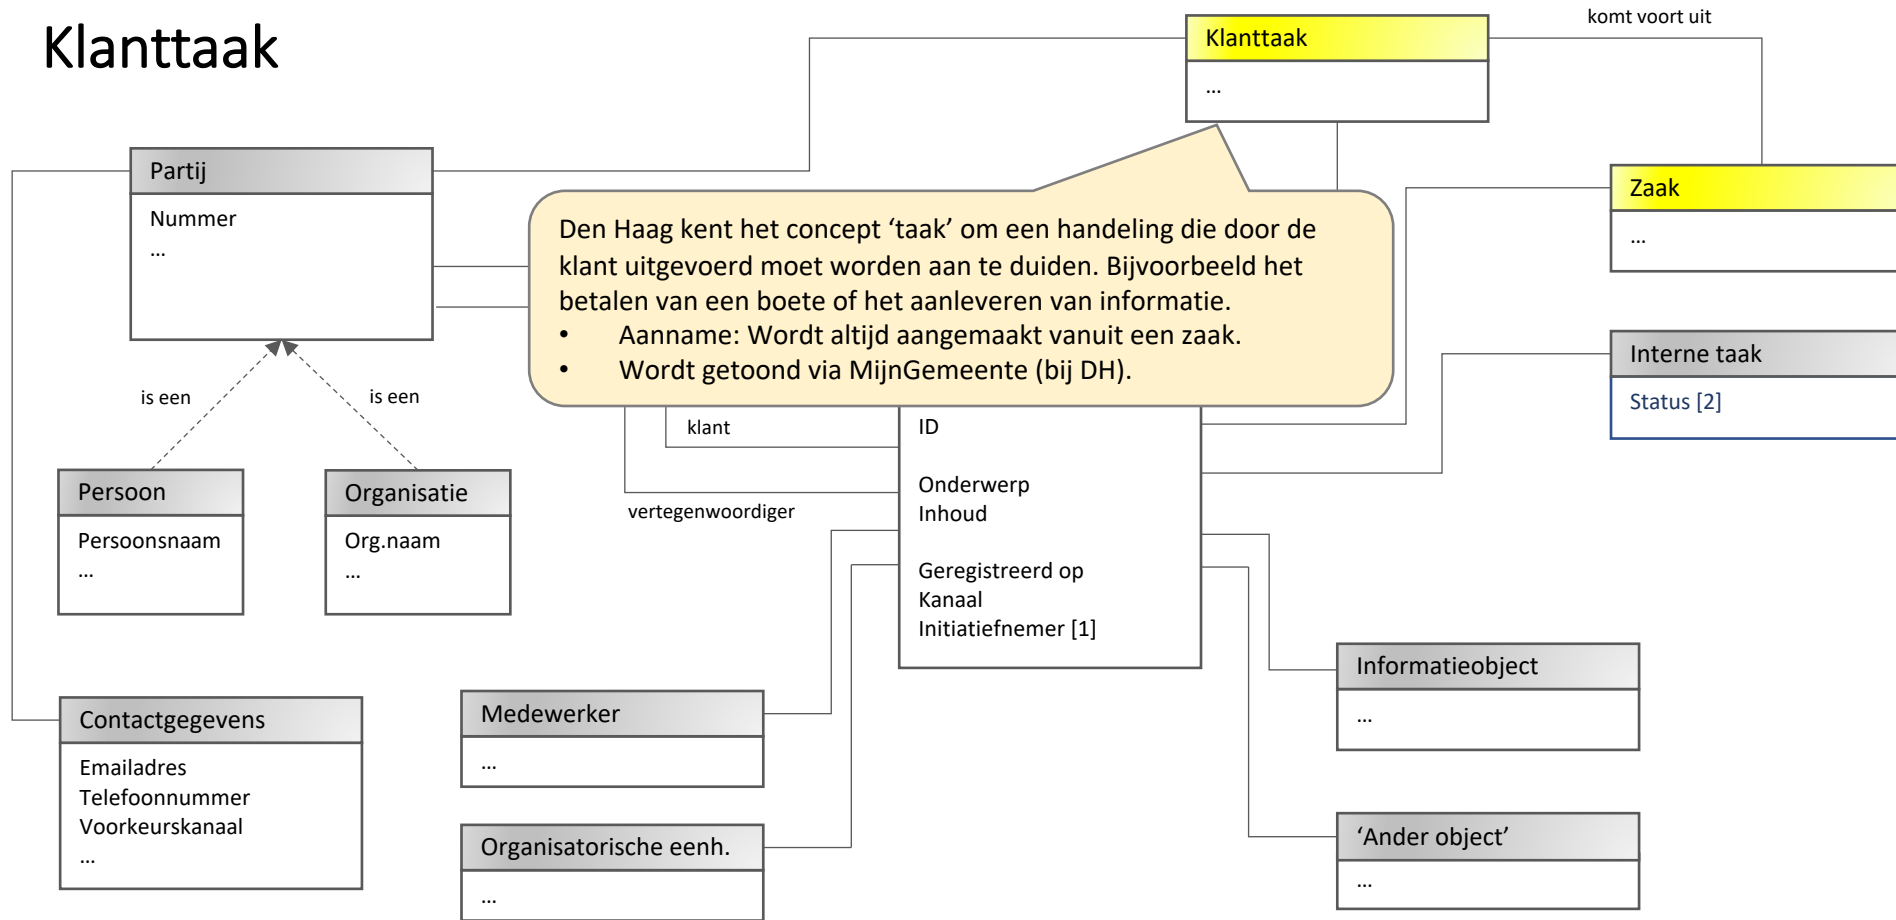 Klanttaak
komt voort uit
Klanttaak
...
Partij
Nummer
...
Zaak
...
Den Haag kent het concept ‘taak’ om een handeling die door de
klant uitgevoerd moet worden aan te duiden. Bijvoorbeeld het
betalen van een boete of het aanleveren van informatie.
• Aanname: Wordt altijd aangemaakt vanuit een zaak.
• Wordt getoond via MijnGemeente (bij DH).
Interne taak
Status [2]
is een
is een
klant
vertegenwoordiger
ID
Onderwerp
Inhoud
Geregistreerd op
Kanaal
Initiatiefnemer [1]
Persoon
Persoonsnaam
...
Organisatie
Org.naam
...
Contactgegevens
Emailadres
Telefoonnummer
Voorkeurskanaal
...
Medewerker
...
Organisatorische eenh.
...
Informatieobject
...
‘Ander object’
...